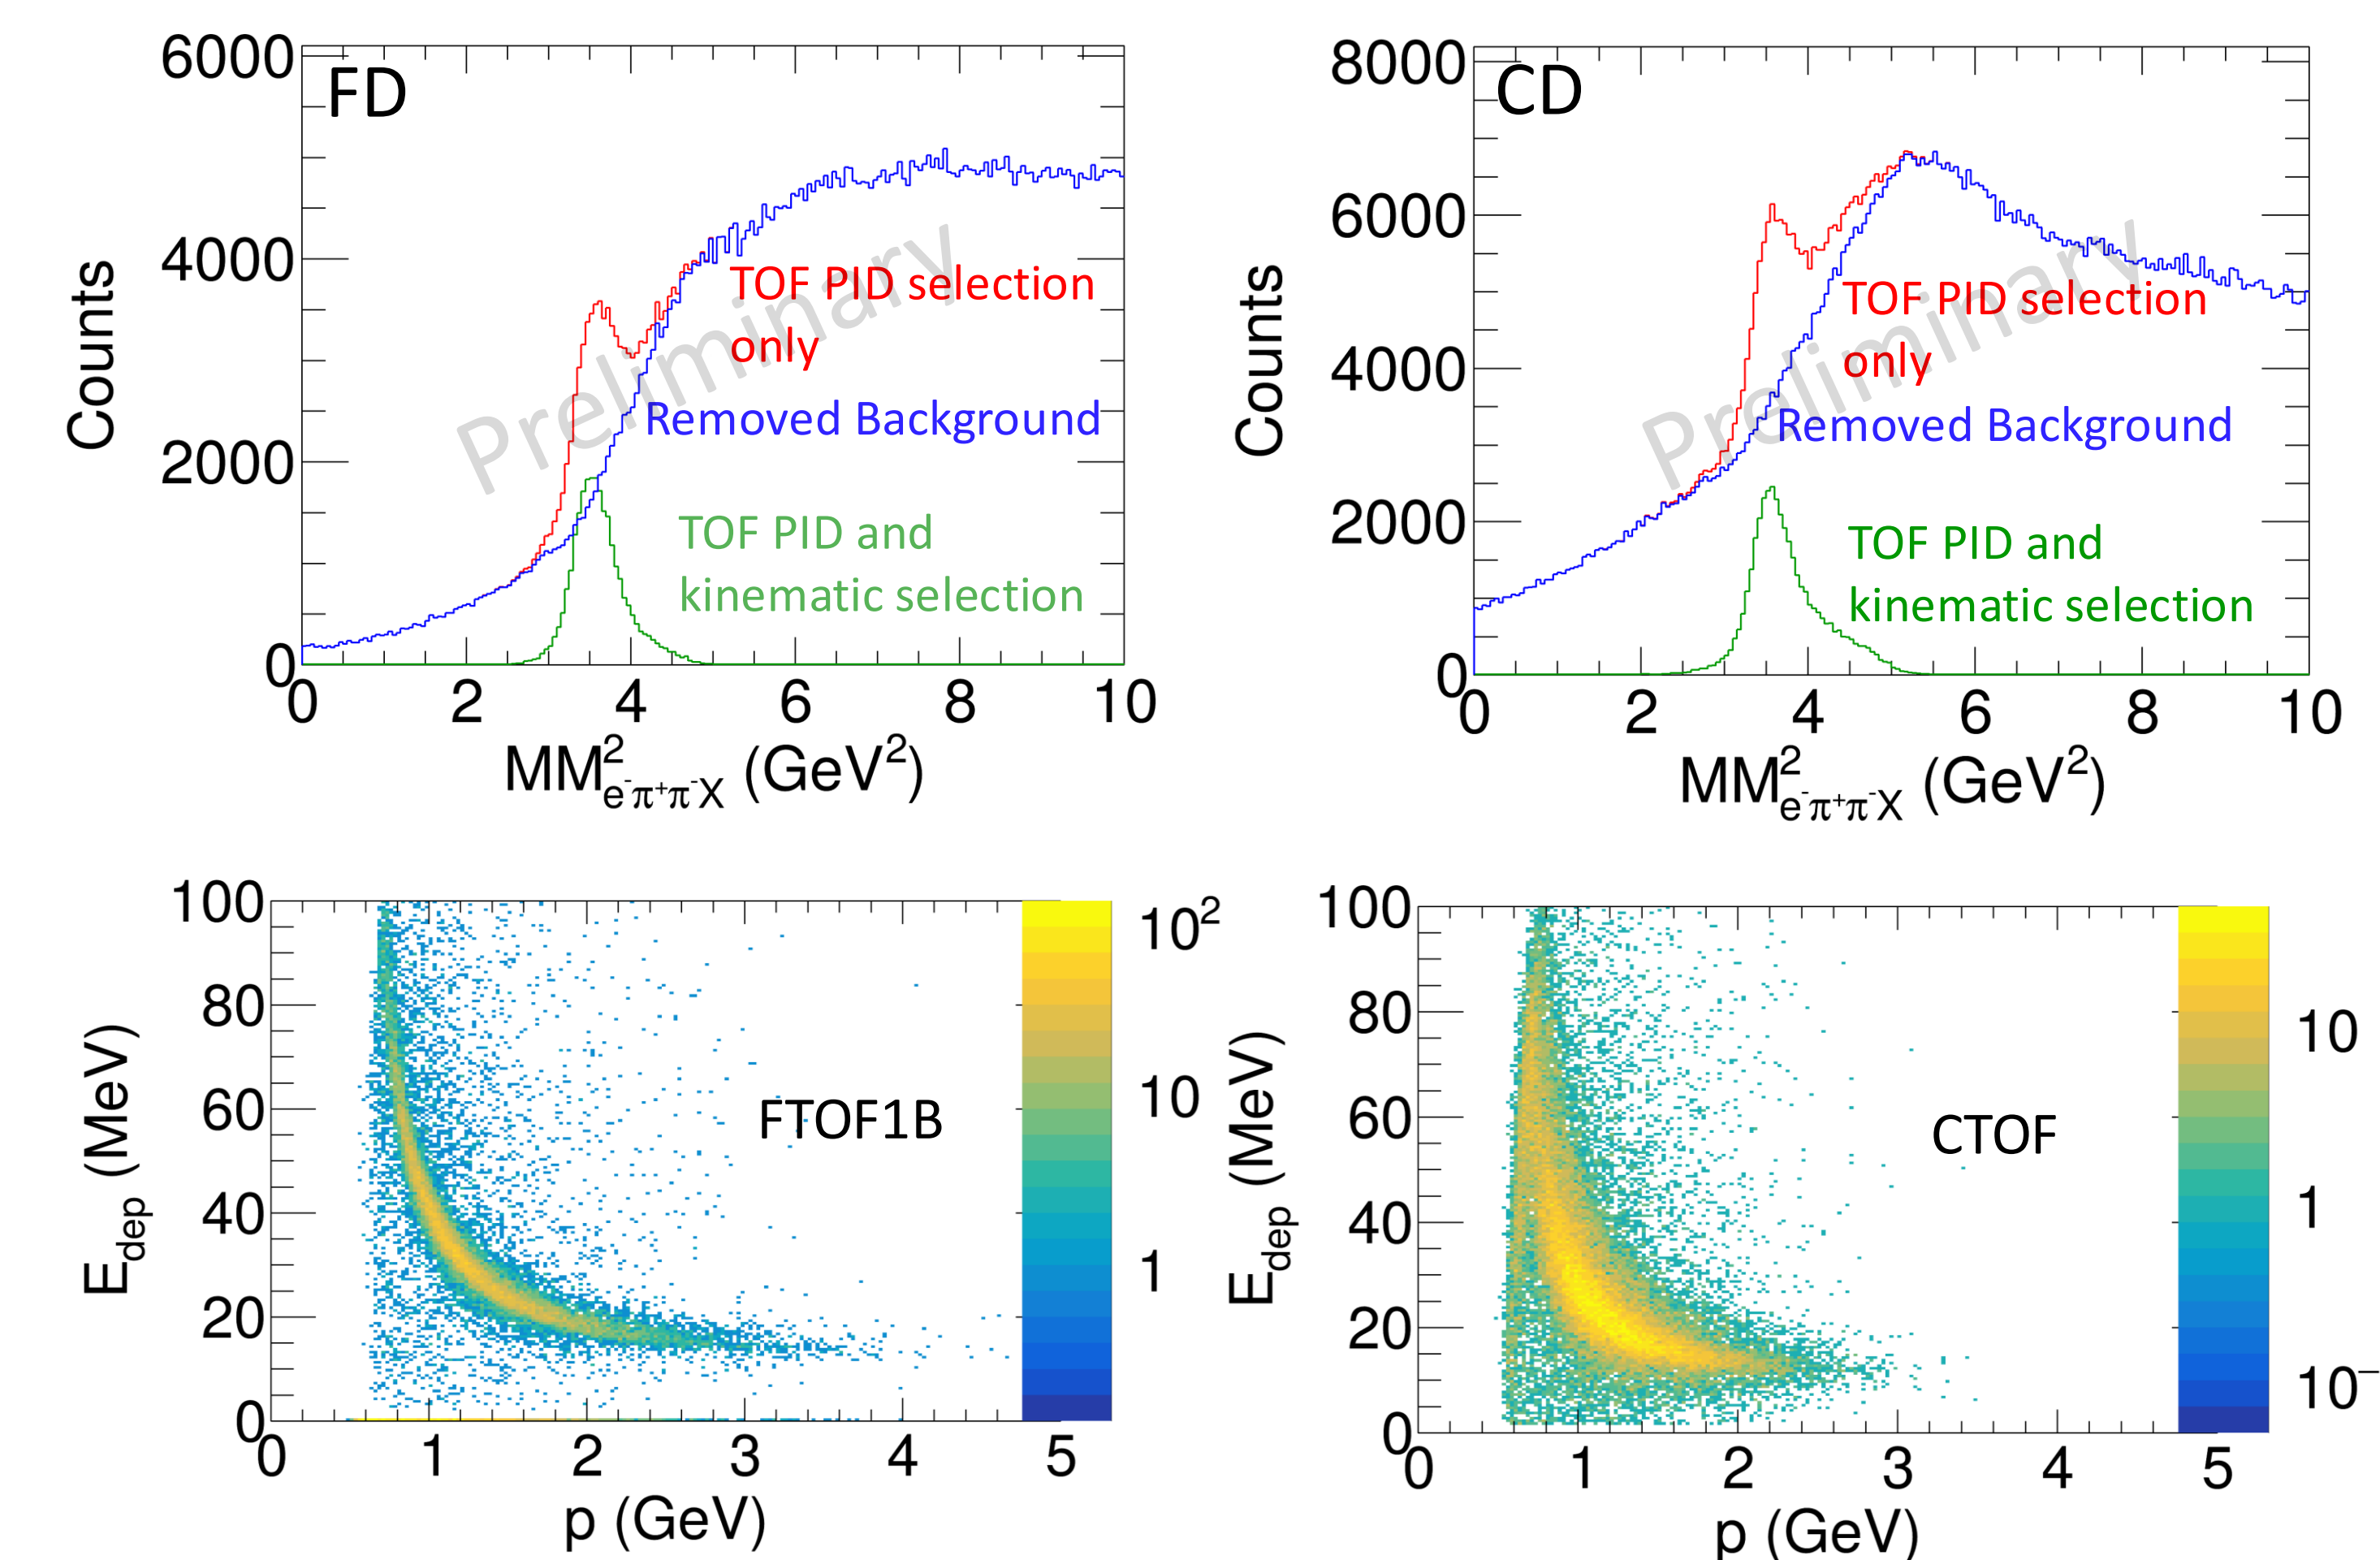 FD
6000
4000
2000
0
Counts
Preliminary
TOF PID selection
only
Removed Background
TOF PID and
kinematic selection
0 2 4 6 8 10
MM²e⁻π⁺π⁻X (GeV²)
CD
8000
6000
4000
2000
0
Counts
Preliminary
TOF PID selection
only
Removed Background
TOF PID and
kinematic selection
0 2 4 6 8 10
MM²e⁻π⁺π⁻X (GeV²)
100
80
60
40
20
0
Edep (MeV)
FTOF1B
10²
10
1
0 1 2 3 4 5
p (GeV)
100
80
60
40
20
0
Edep (MeV)
CTOF
10
1
10⁻
0 1 2 3 4 5
p (GeV)